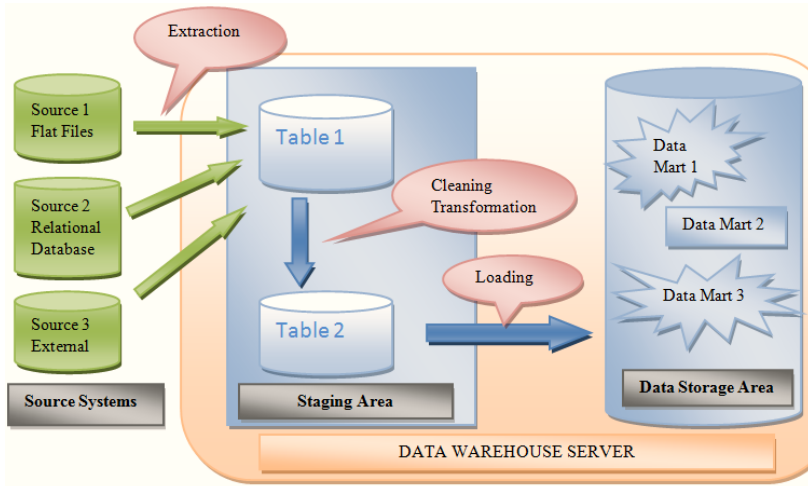 Extraction
Source 1
Flat Files
Table 1
Data
Mart 1
Cleaning
Transformation
Source 2
Relational
Database
Data Mart 2
Loading
Data Mart 3
Source 3
External
Table 2
Source Systems
Staging Area
Data Storage Area
DATA WAREHOUSE SERVER